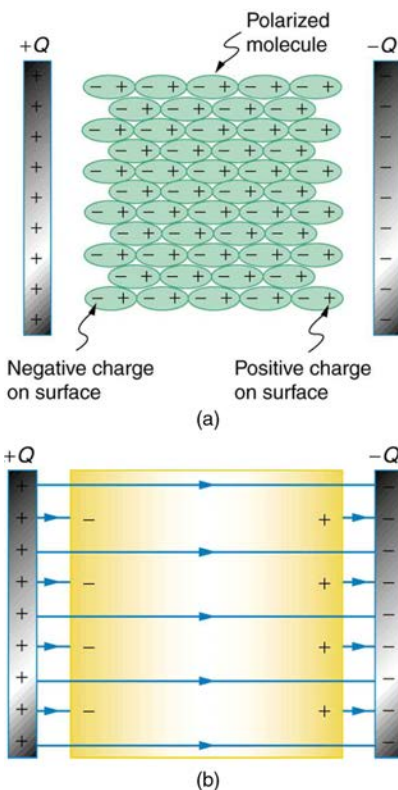 Polarized
molecule
+Q
−Q
+ − + − + − + − + − − +
+ − + − + − + − + −
− + − + − + − + − +
Negative charge
on surface
Positive charge
on surface
(a)
+Q
−Q
+ −
+ − + −
+ −
+ − + −
+ −
+ − + −
+ −
+ − + −
+ −
(b)